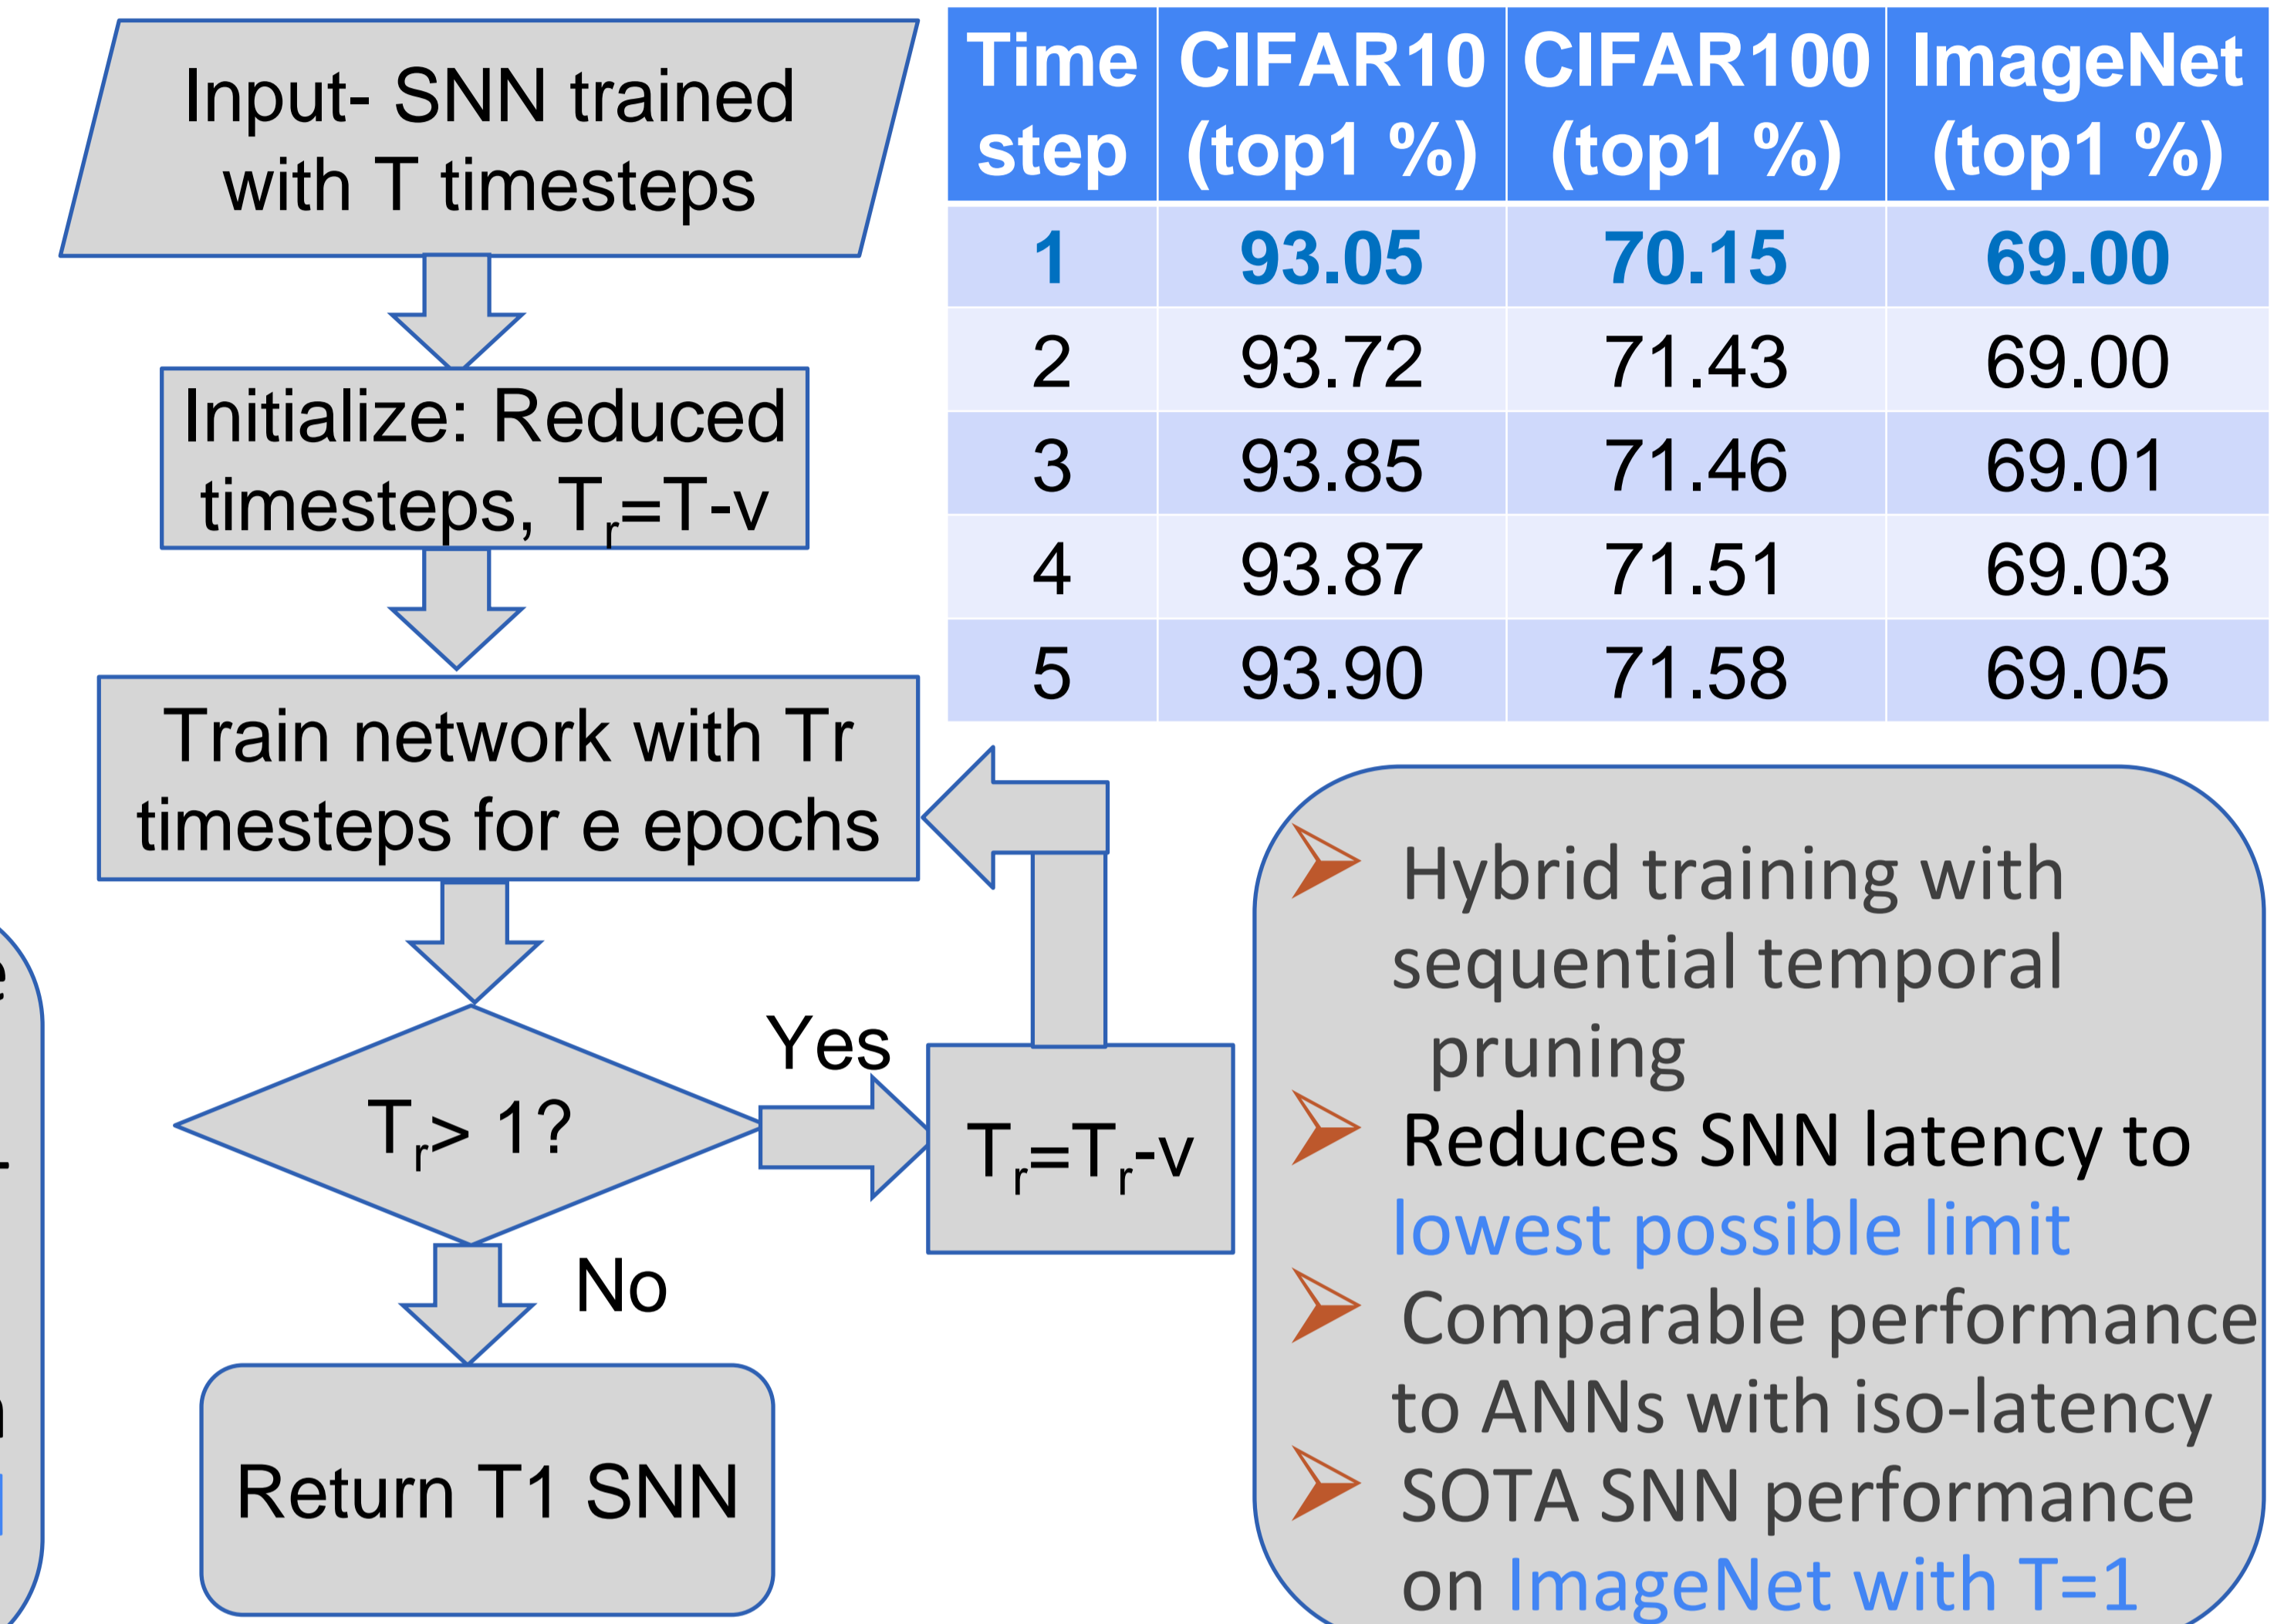 Input- SNN trained
with T timesteps
Initialize: Reduced
timesteps, Tr=T-v
Train network with Tr
timesteps for e epochs
Tr> 1?
Yes
Tr=Tr-v
No
Return T1 SNN
Time step CIFAR10 (top1 %) CIFAR100 (top1 %) ImageNet (top1 %)
1 93.05 70.15 69.00
2 93.72 71.43 69.00
3 93.85 71.46 69.01
4 93.87 71.51 69.03
5 93.90 71.58 69.05
Hybrid training with
sequential temporal
pruning
Reduces SNN latency to
lowest possible limit
Comparable performance
to ANNs with iso-latency
SOTA SNN performance
on ImageNet with T=1